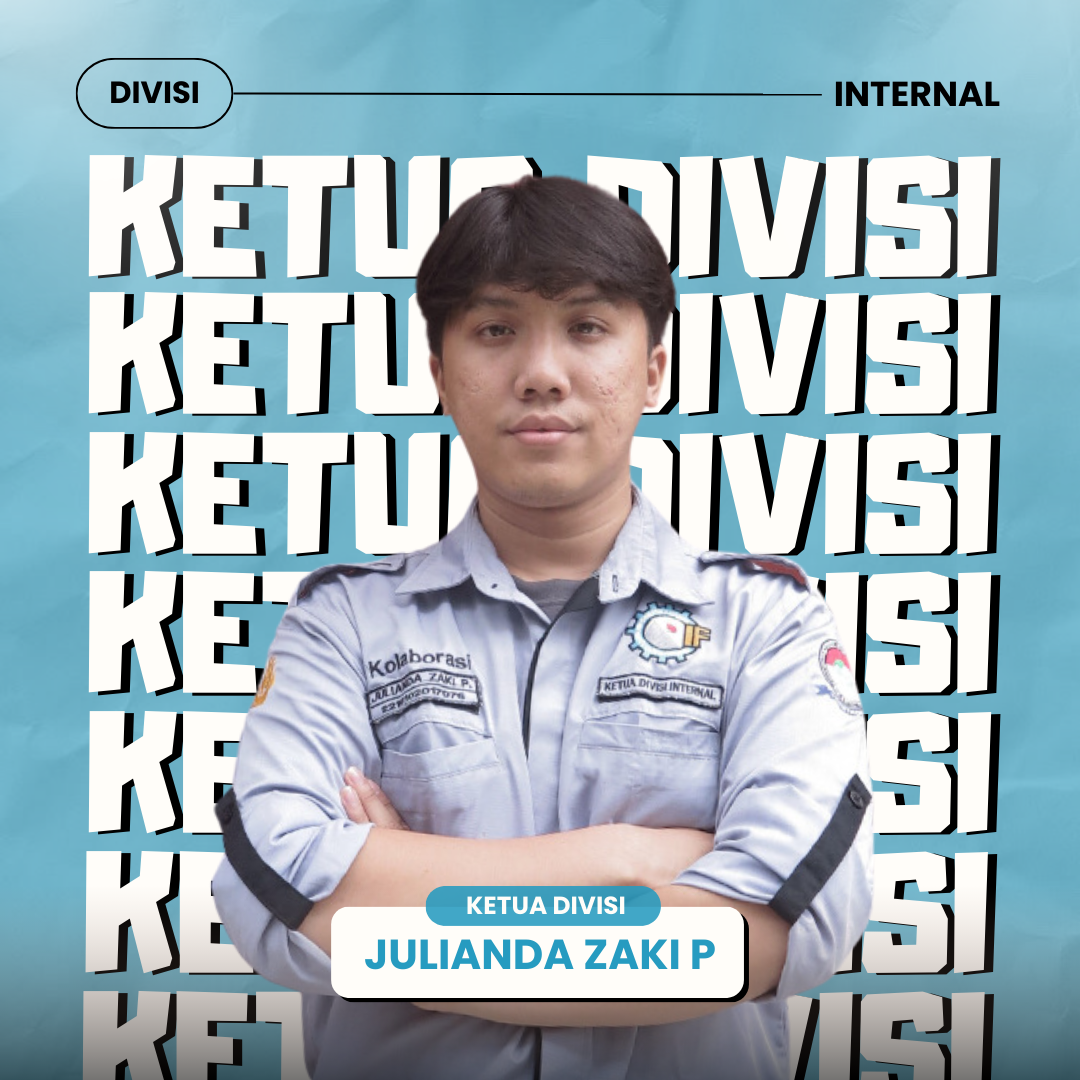 DIVISI
INTERNAL
KETUA DIVISI
KETUA DIVISI
KETUA DIVISI
KETUA DIVISI
KETUA DIVISI
KETUA DIVISI
KETUA DIVISI
IF
Kolaborasi
JULIANDA ZAKI P.
KETUA DIVISI INTERNAL
KETUA DIVISI
JULIANDA ZAKI P